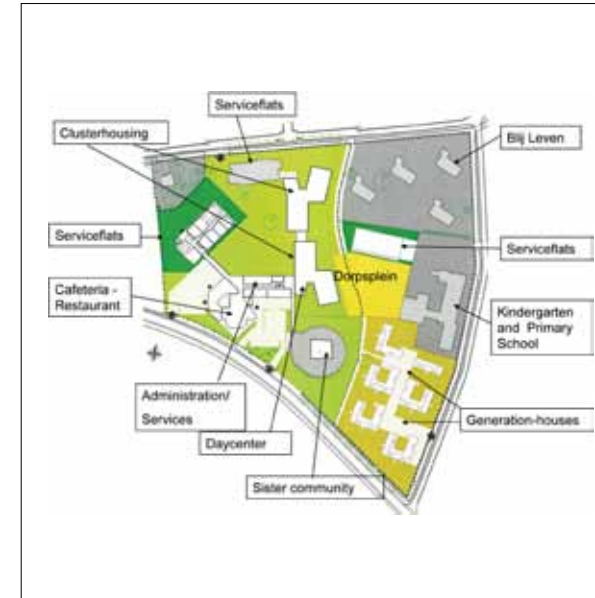 Serviceflats
Clusterhousing
Blij Leven
Serviceflats
Serviceflats
Dorpsplein
Cafeteria -
Restaurant
Kindergarten
and Primary
School
Administration/
Services
Generation-houses
Daycenter
Sister community